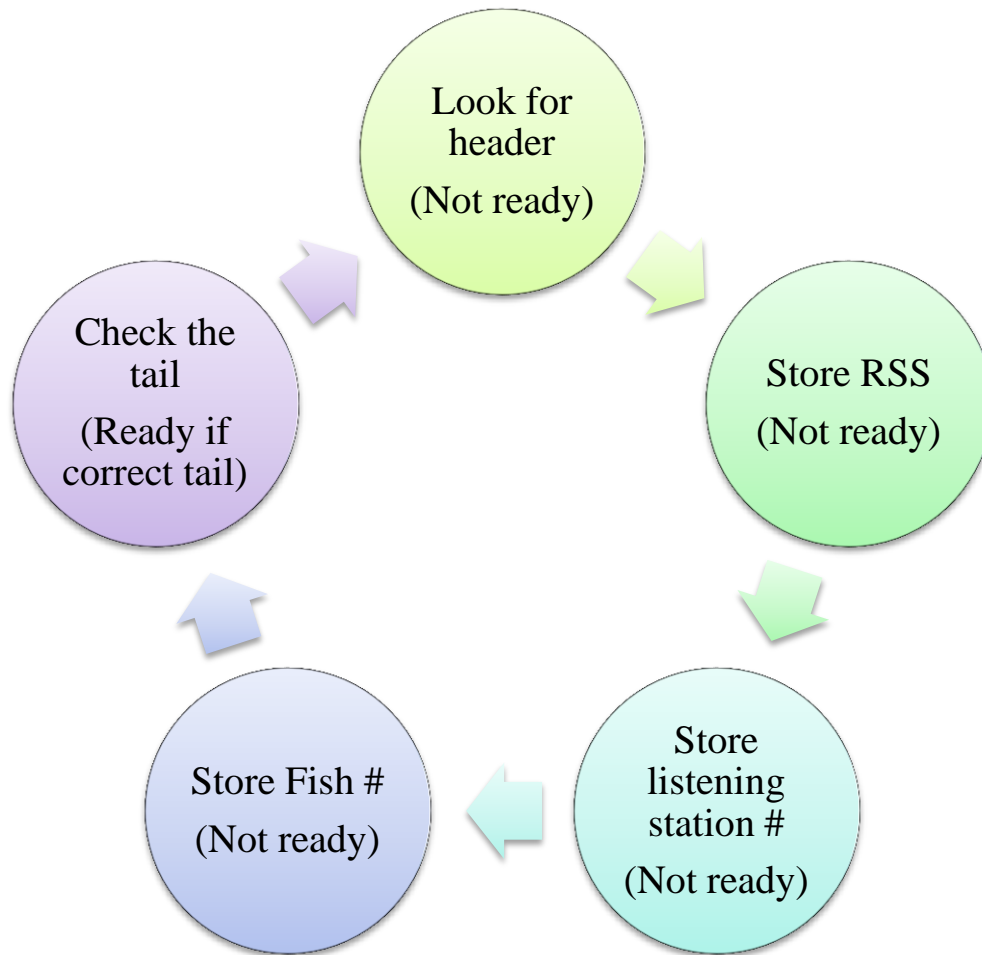 Look for
header
(Not ready)
Store RSS
(Not ready)
Store
listening
station #
(Not ready)
Store Fish #
(Not ready)
Check the
tail
(Ready if
correct tail)